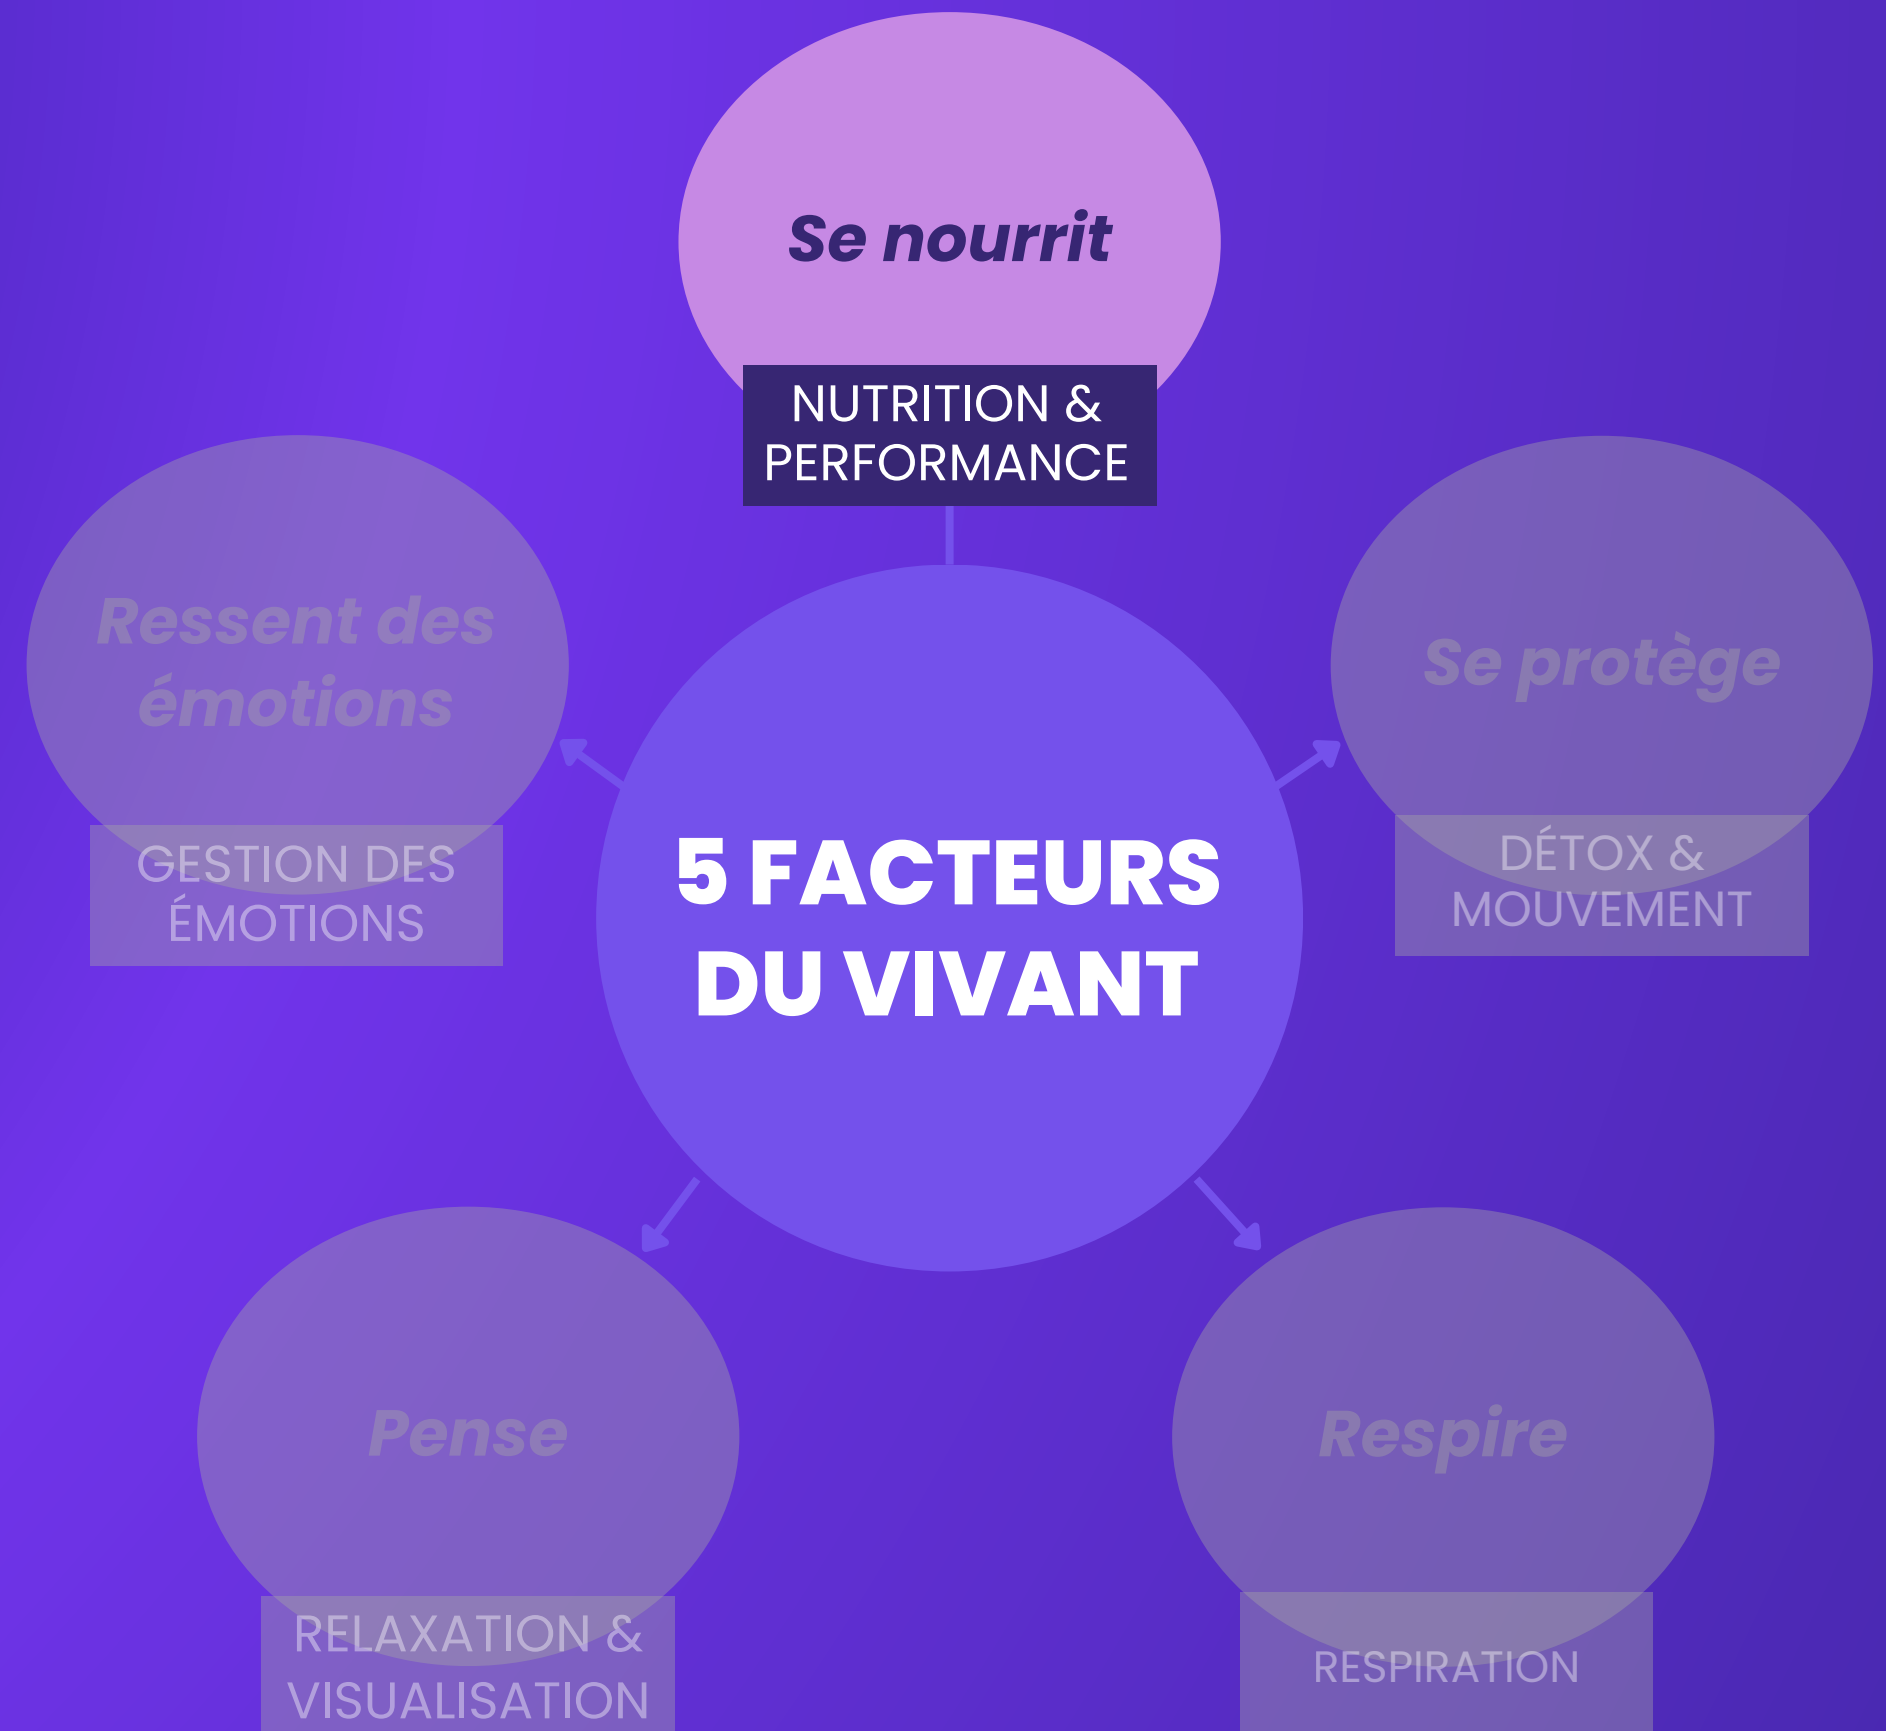 Se nourrit
NUTRITION &
PERFORMANCE
Ressent des
émotions
GESTION DES
ÉMOTIONS
Se protège
DÉTOX &
MOUVEMENT
5 FACTEURS
DU VIVANT
Pense
RELAXATION &
VISUALISATION
Respire
RESPIRATION